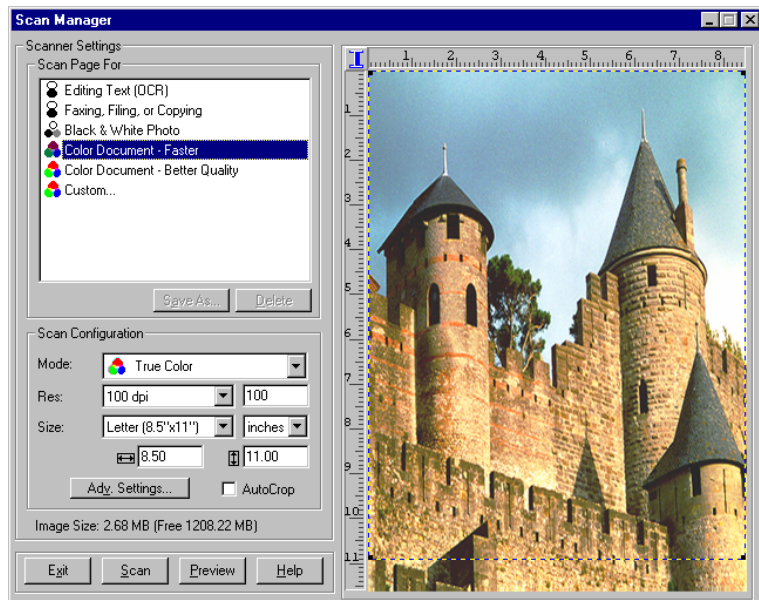 Scan Manager
Scanner Settings
Scan Page For
Editing Text (OCR)
Faxing, Filing, or Copying
Black & White Photo
Color Document - Faster
Color Document - Better Quality
Custom...
Save As... Delete
Scan Configuration
Mode: True Color
Res: 100 dpi 100
Size: Letter (8.5"x11") inches
8.50 11.00
Adv. Settings... AutoCrop
Image Size: 2.68 MB (Free 1208.22 MB)
Exit Scan Preview Help
1 2 3 4 5 6 7 8
1
2
3
4
5
6
7
8
9
10
11